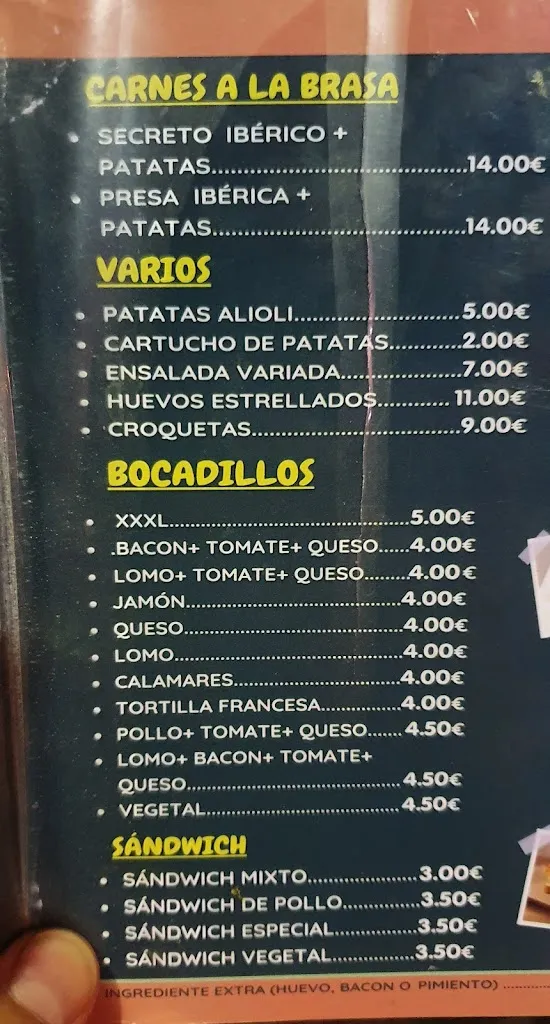 CARNES A LA BRASA
• SECRETO IBÉRICO +
PATATAS.....................................14.00€
• PRESA IBÉRICA +
PATATAS.....................................14.00€
VARIOS
• PATATAS ALIOLI.........................5.00€
• CARTUCHO DE PATATAS...........2.00€
• ENSALADA VARIADA.................7.00€
• HUEVOS ESTRELLADOS........... 11.00€
• CROQUETAS...............................9.00€
BOCADILLOS
• XXXL.....................................5.00€
• .BACON+ TOMATE+ QUESO......4.00€
• LOMO+ TOMATE+ QUESO........4.00€
• JAMÓN.................................4.00€
• QUESO.................................4.00€
• LOMO...................................4.00€
• CALAMARES.........................4.00€
• TORTILLA FRANCESA............4.00€
• POLLO+ TOMATE+ QUESO...... 4.50€
• LOMO+ BACON+ TOMATE+
QUESO.................................4.50€
• VEGETAL..............................4.50€
SÁNDWICH
• SÁNDWICH MIXTO..................3.00€
• SÁNDWICH DE POLLO.............3.50€
• SÁNDWICH ESPECIAL..............3.50€
• SÁNDWICH VEGETAL...............3.50€
INGREDIENTE EXTRA (HUEVO, BACON O PIMIENTO) ...........